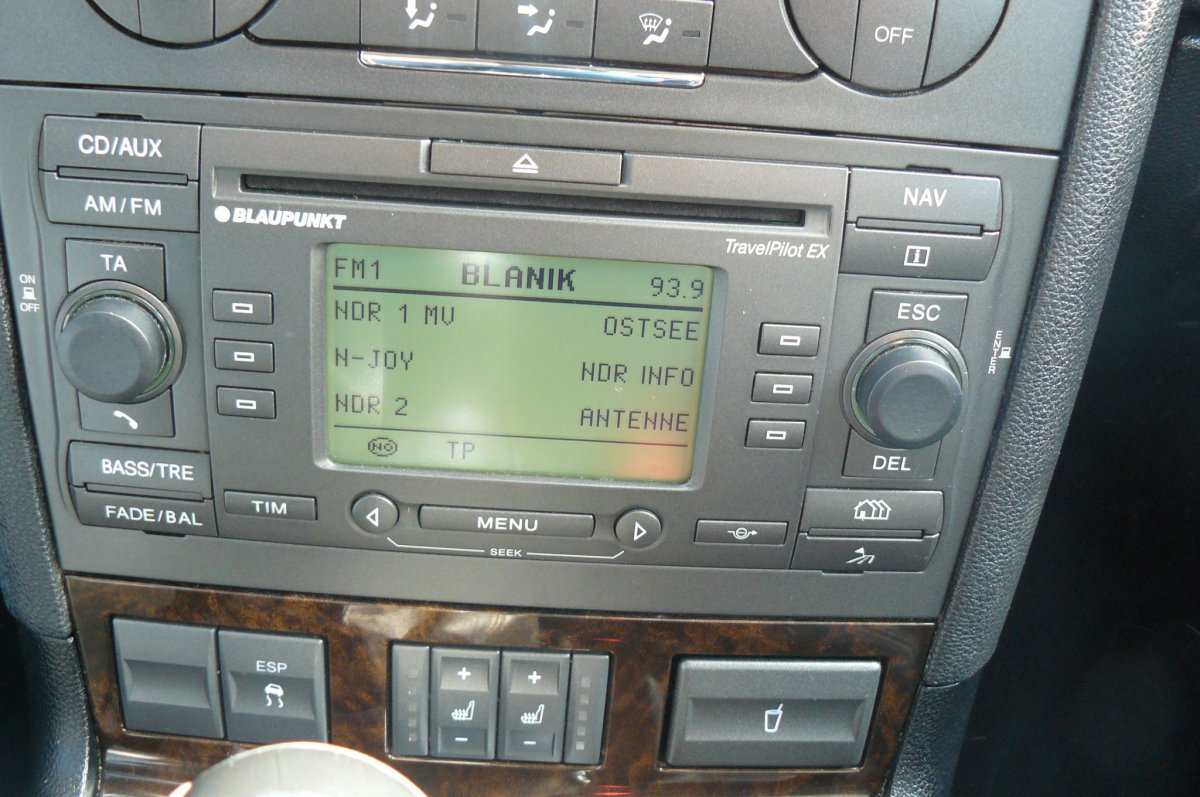 OFF
CD/AUX
AM/FM
BLAUPUNKT
NAV
TravelPilot EX
i
TA
ON
OFF
FM1 BLANIK 93.9
NDR 1 MV OSTSEE
N-JOY NDR INFO
NDR 2 ANTENNE
NO TP
ESC
ENTER
DEL
BASS/TRE
FADE/BAL
TIM
MENU
SEEK
ESP
+ +
- -